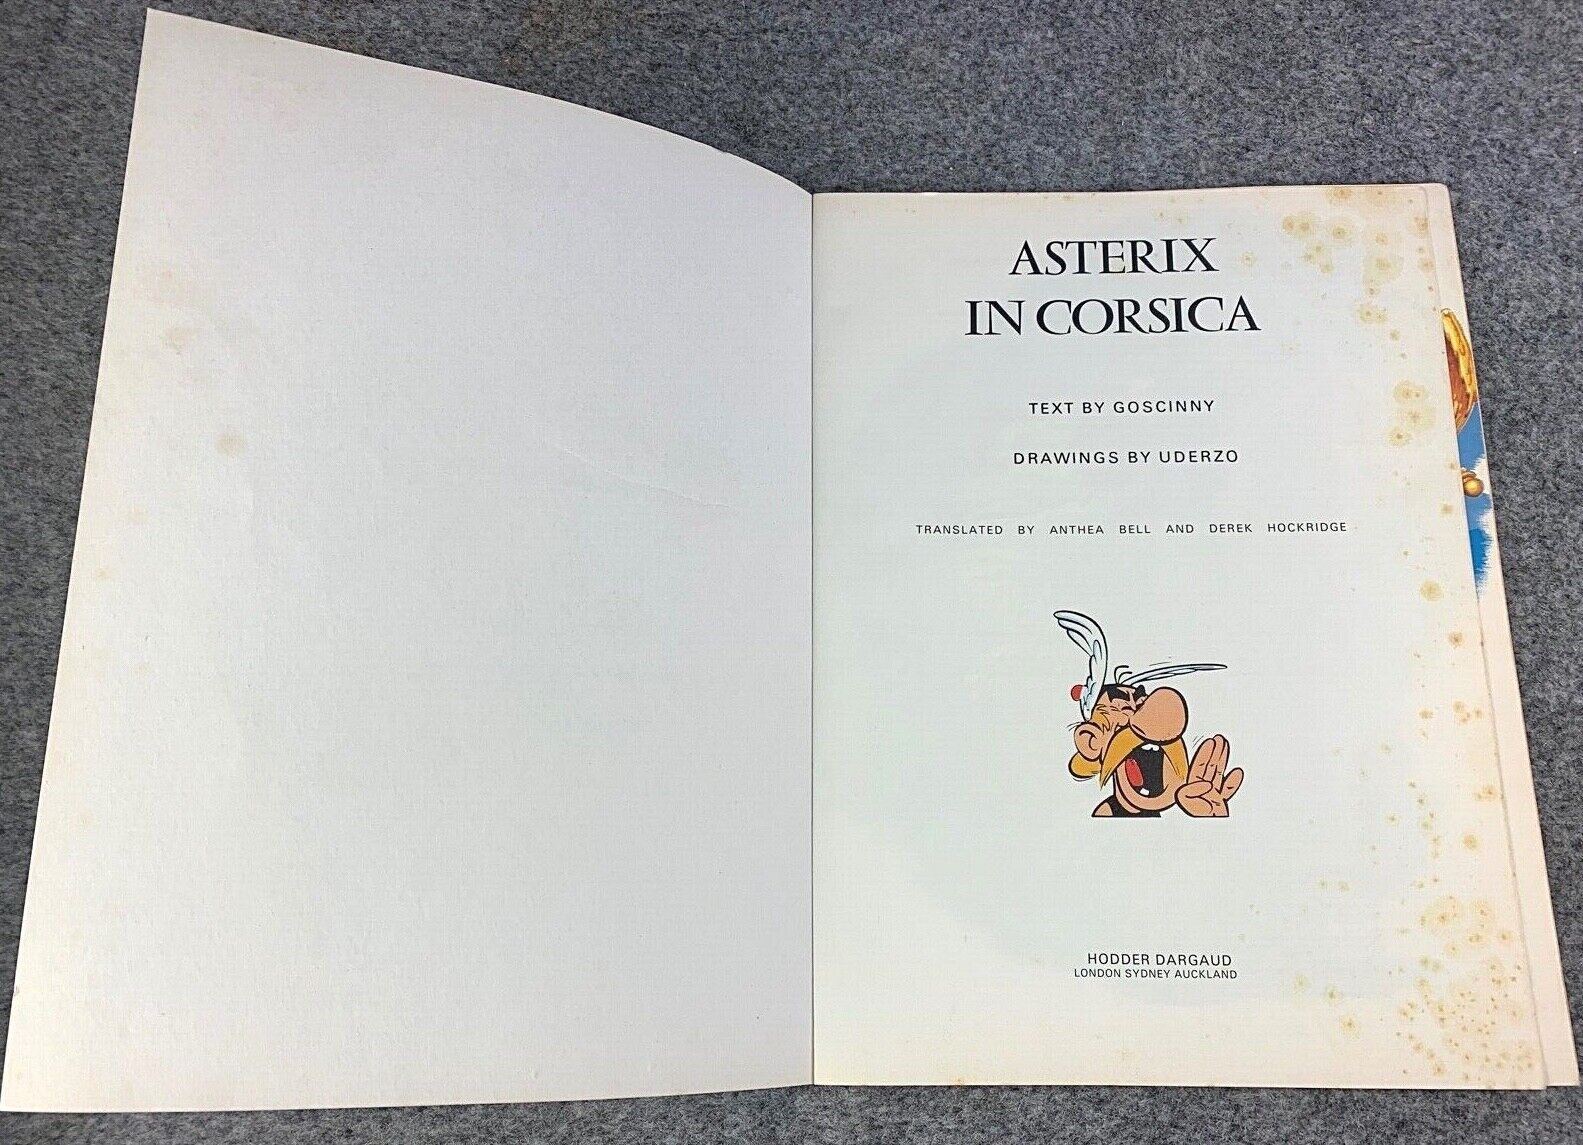 ASTERIX
IN CORSICA
TEXT BY GOSCINNY
DRAWINGS BY UDERZO
TRANSLATED BY ANTHEA BELL AND DEREK HOCKRIDGE
HODDER DARGAUD
LONDON SYDNEY AUCKLAND